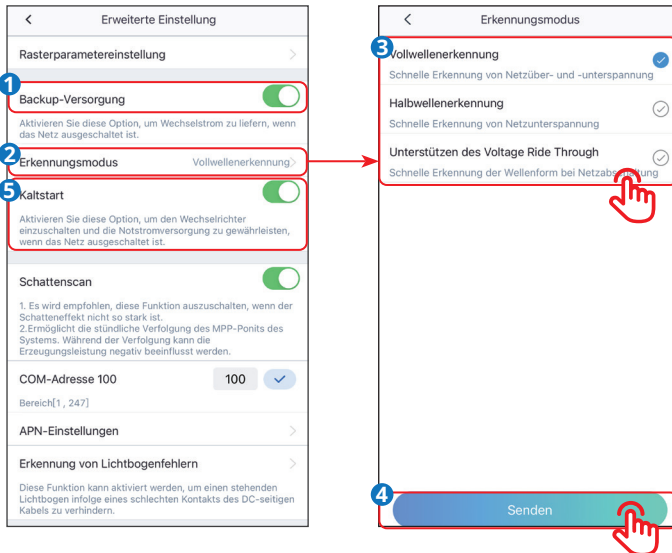 Erweiterte Einstellung
Rasterparametereinstellung
1
Backup-Versorgung
Aktivieren Sie diese Option, um Wechselstrom zu liefern, wenn
das Netz ausgeschaltet ist.
2
Erkennungsmodus Vollwellenerkennung
5
Kaltstart
Aktivieren Sie diese Option, um den Wechselrichter
einzuschalten und die Notstromversorgung zu gewährleisten,
wenn das Netz ausgeschaltet ist.
Schattenscan
1. Es wird empfohlen, diese Funktion auszuschalten, wenn der
Schatteneffekt nicht so stark ist.
2.Ermöglicht die stündliche Verfolgung des MPP-Ponits des
Systems. Während der Verfolgung kann die
Erzeugungsleistung negativ beeinflusst werden.
COM-Adresse 100 100
Bereich[1 , 247]
APN-Einstellungen
Erkennung von Lichtbogenfehlern
Diese Funktion kann aktiviert werden, um einen stehenden
Lichtbogen infolge eines schlechten Kontakts des DC-seitigen
Kabels zu verhindern.
Erkennungsmodus
3
Vollwellenerkennung
Schnelle Erkennung von Netzüber- und -unterspannung
Halbwellenerkennung
Schnelle Erkennung von Netzunterspannung
Unterstützen des Voltage Ride Through
Schnelle Erkennung der Wellenform bei Netzabschaltung
4
Senden